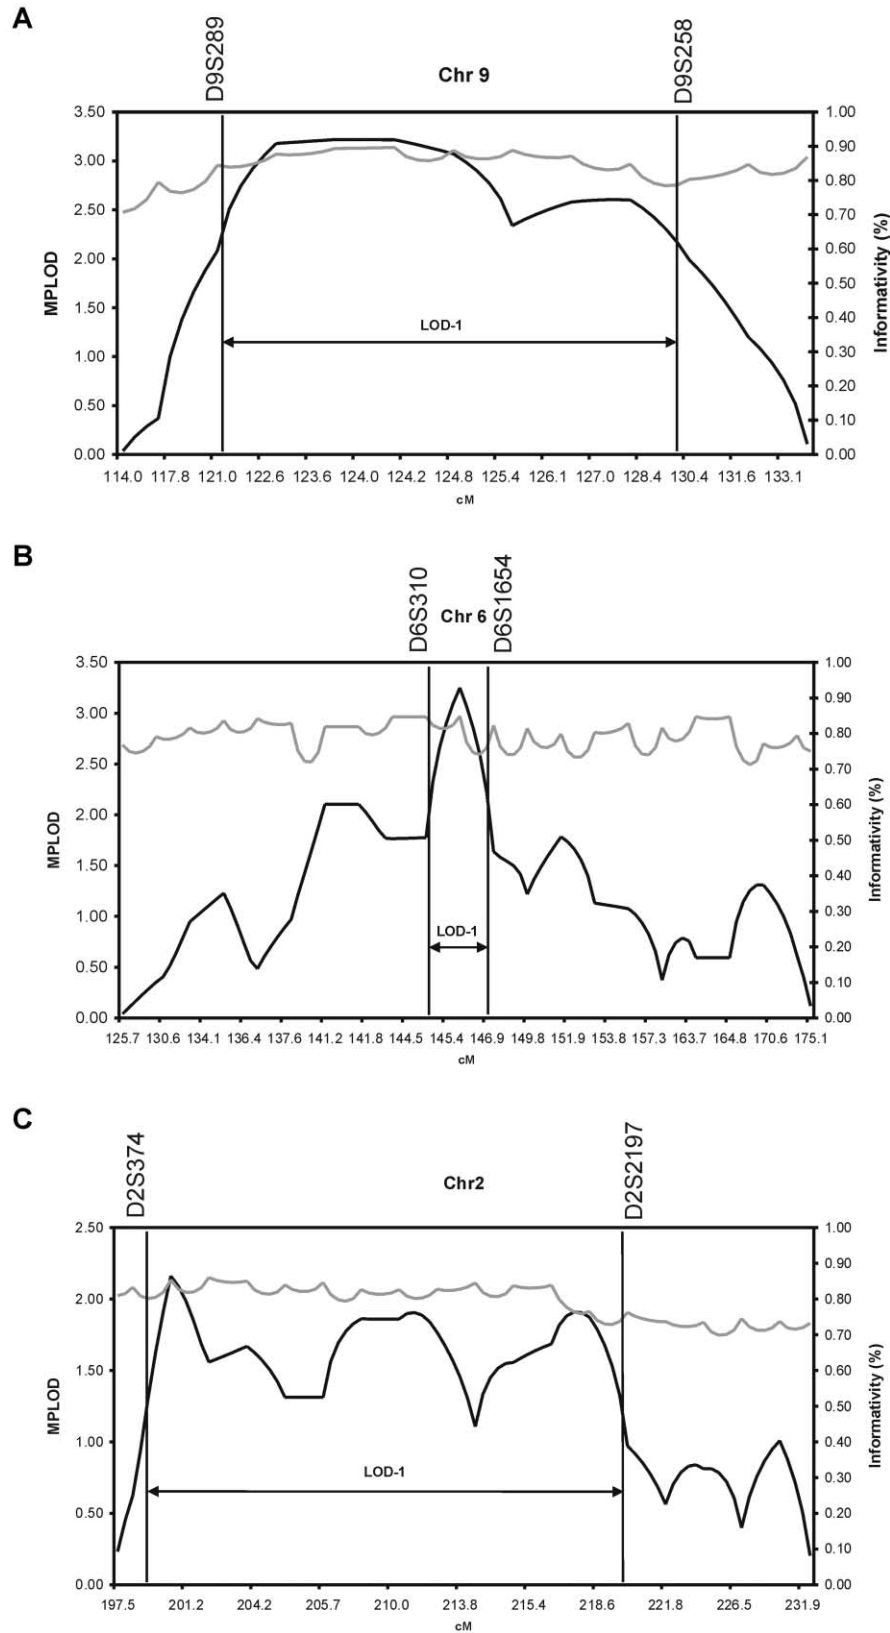 A
D9S289
Chr 9
D9S258
3.50
3.00
2.50
2.00
1.50
1.00
0.50
0.00
MPLOD
1.00
0.90
0.80
0.70
0.60
0.50
0.40
0.30
0.20
0.10
0.00
Informativity (%)
LOD-1
114.0 117.8 121.0 122.6 123.6 124.0 124.2 124.8 125.4 126.1 127.0 128.4 130.4 131.6 133.1
cM
B
D6S310
Chr 6
D6S1654
3.50
3.00
2.50
2.00
1.50
1.00
0.50
0.00
MPLOD
1.00
0.90
0.80
0.70
0.60
0.50
0.40
0.30
0.20
0.10
0.00
Informativity (%)
LOD-1
125.7 130.6 134.1 136.4 137.6 141.2 141.8 144.5 145.4 146.9 149.8 151.9 153.8 157.3 163.7 164.8 170.6 175.1
cM
C
D2S374
Chr2
D2S2197
2.50
2.00
1.50
1.00
0.50
0.00
MPLOD
1.00
0.90
0.80
0.70
0.60
0.50
0.40
0.30
0.20
0.10
0.00
Informativity (%)
LOD-1
197.5 201.2 204.2 205.7 210.0 213.8 215.4 218.6 221.8 226.5 231.9
cM